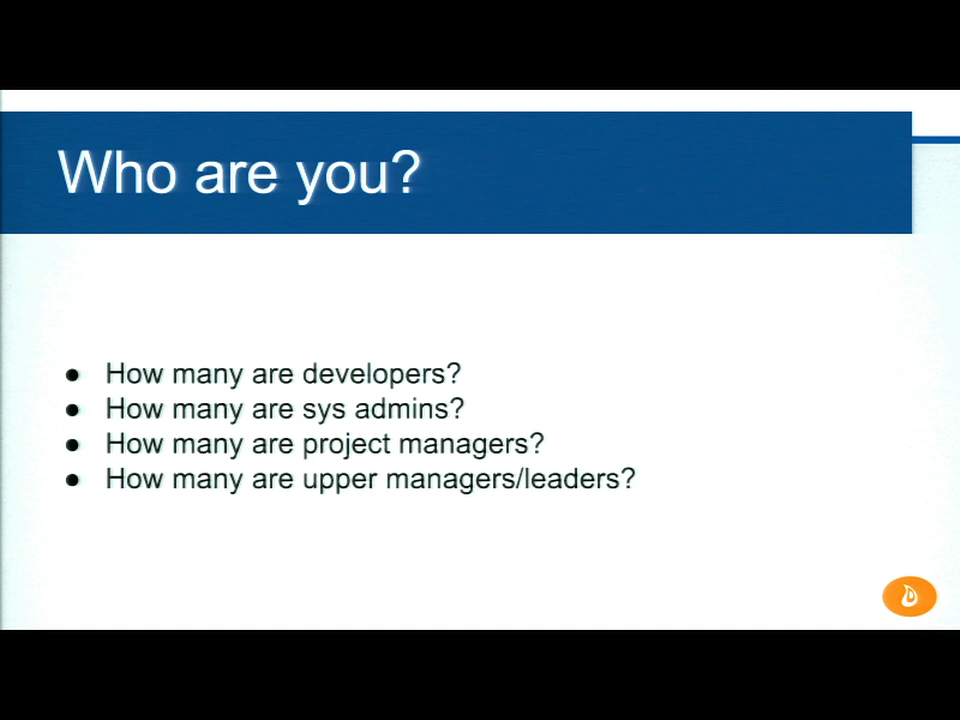 Who are you?
● How many are developers?
● How many are sys admins?
● How many are project managers?
● How many are upper managers/leaders?